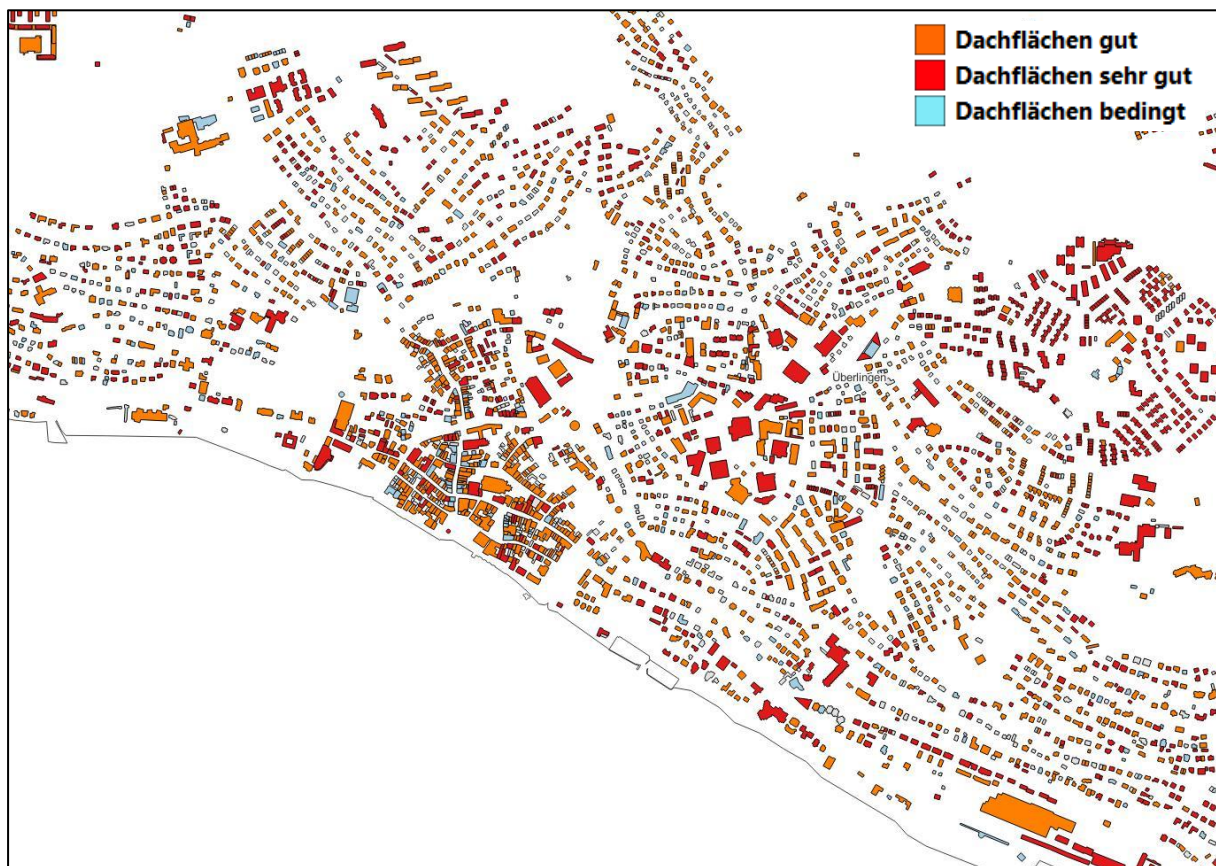 Dachflächen gut
Dachflächen sehr gut
Dachflächen bedingt
Überlingen